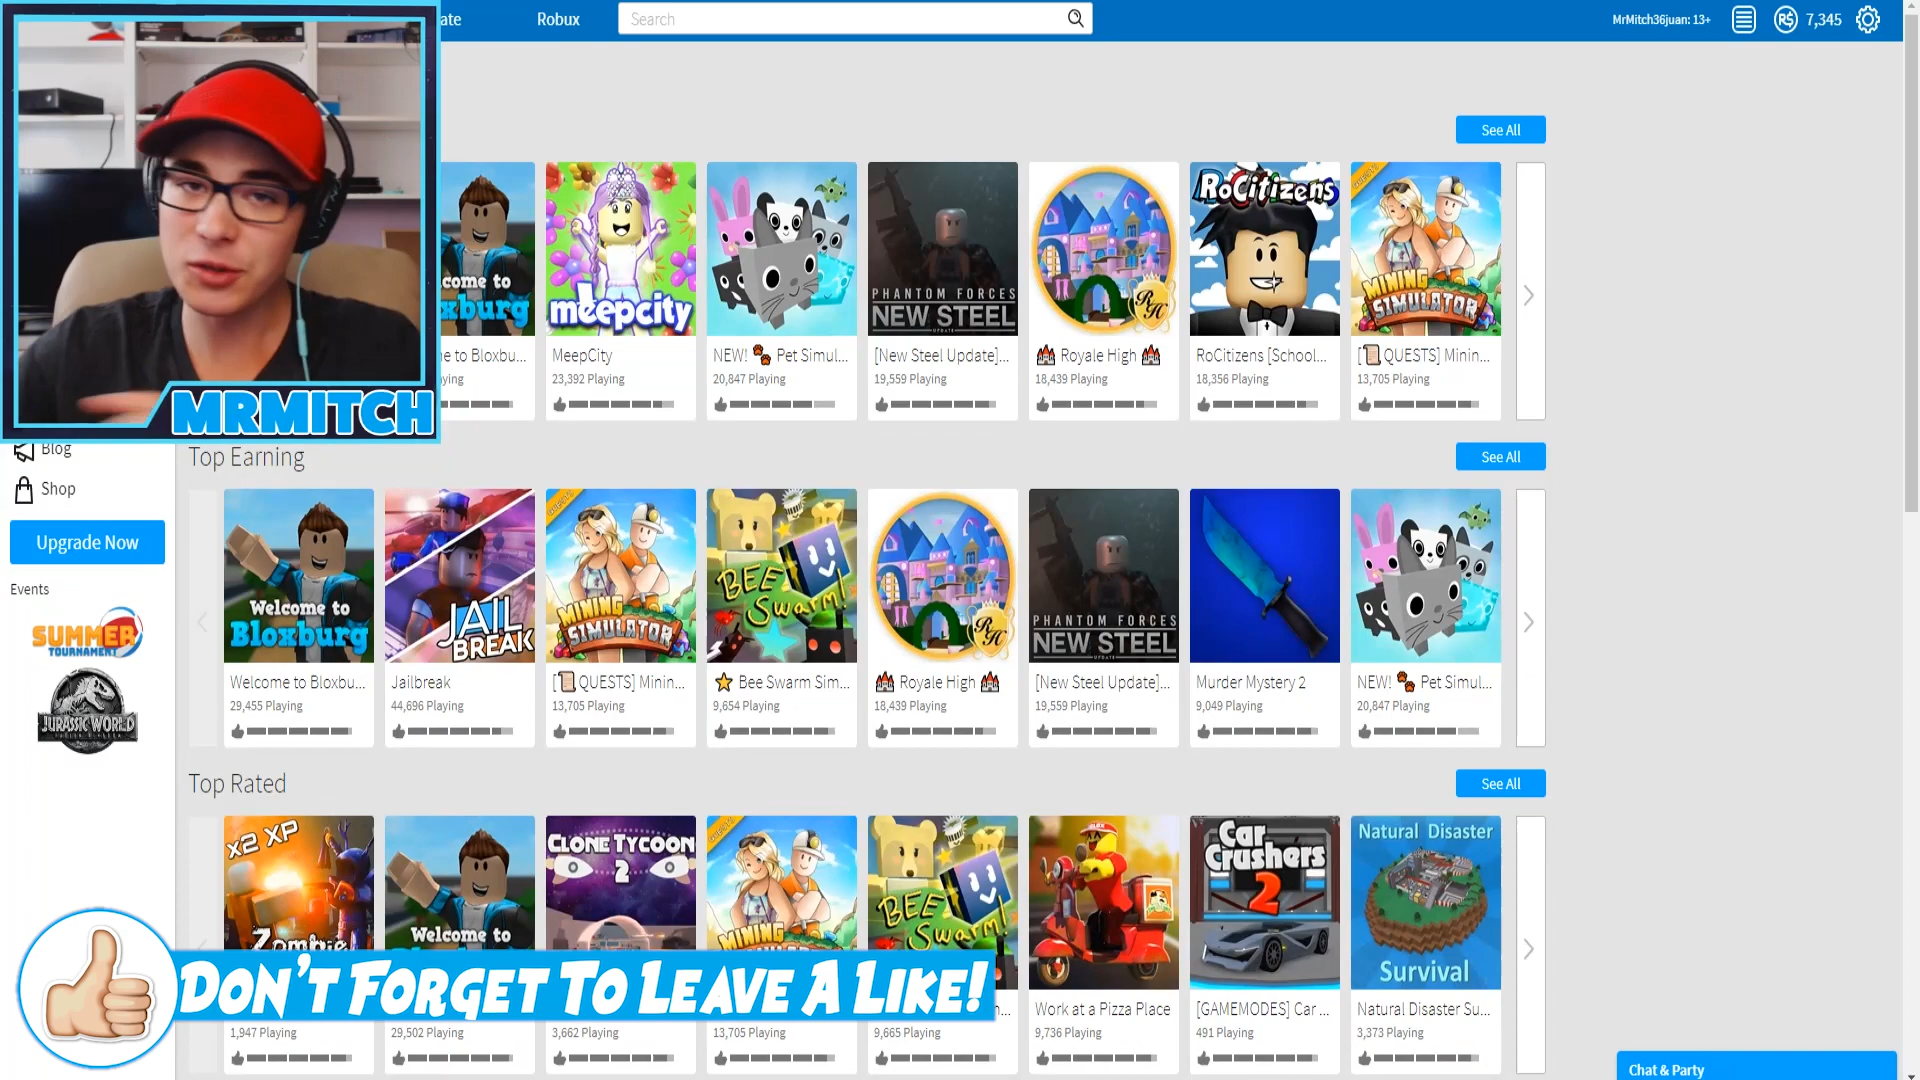 ate
Robux
Search
MrMitch36juan: 13+
7,345
See All
come to
xburg
meepcity
PHANTOM FORCES
NEW STEEL
UPDATE
RH
RoCitizens
MINING
SIMULATOR
e to Bloxbu...
MeepCity
NEW! 🐾 Pet Simul...
[New Steel Update]...
🏰 Royale High 🏰
RoCitizens [School...
[📜QUESTS] Minin...
ying
23,392 Playing
20,847 Playing
19,559 Playing
18,439 Playing
18,356 Playing
13,705 Playing
MRMITCH
Blog
Top Earning
See All
Shop
Upgrade Now
Events
SUMMER
TOURNAMENT
JURASSIC WORLD
Welcome to
Bloxburg
JAIL
BREAK
MINING
SIMULATOR
BEE
Swarm!
RH
PHANTOM FORCES
NEW STEEL
Welcome to Bloxbu...
Jailbreak
[📜QUESTS] Minin...
⭐ Bee Swarm Sim...
🏰 Royale High 🏰
[New Steel Update]...
Murder Mystery 2
NEW! 🐾 Pet Simul...
29,455 Playing
44,696 Playing
13,705 Playing
9,654 Playing
18,439 Playing
19,559 Playing
9,049 Playing
20,847 Playing
Top Rated
See All
x2 XP
Zombie
Welcome to
CLONE TYCOON
2
MINING
BEE
Swarm!
Car
Crushers
2
Natural Disaster
Survival
DON'T FORGET TO LEAVE A LIKE!
Work at a Pizza Place
[GAMEMODES] Car ...
Natural Disaster Su...
1,947 Playing
29,502 Playing
3,662 Playing
13,705 Playing
9,665 Playing
9,736 Playing
491 Playing
3,373 Playing
Chat & Party